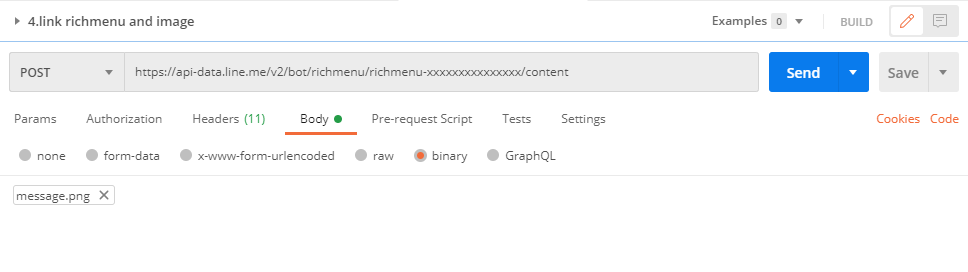 4.link richmenu and image Examples 0 BUILD
POST https://api-data.line.me/v2/bot/richmenu/richmenu-xxxxxxxxxxxxxxx/content Send Save
Params Authorization Headers (11) Body Pre-request Script Tests Settings Cookies Code
none form-data x-www-form-urlencoded raw binary GraphQL
message.png